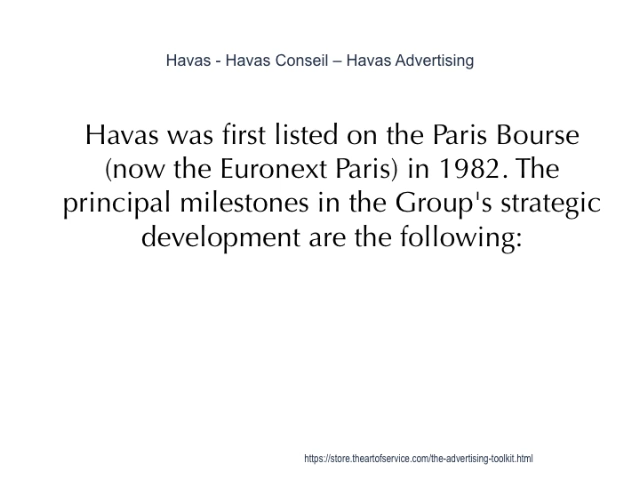 Havas - Havas Conseil – Havas Advertising
Havas was first listed on the Paris Bourse
(now the Euronext Paris) in 1982. The
principal milestones in the Group's strategic
development are the following:
https://store.theartofservice.com/the-advertising-toolkit.html